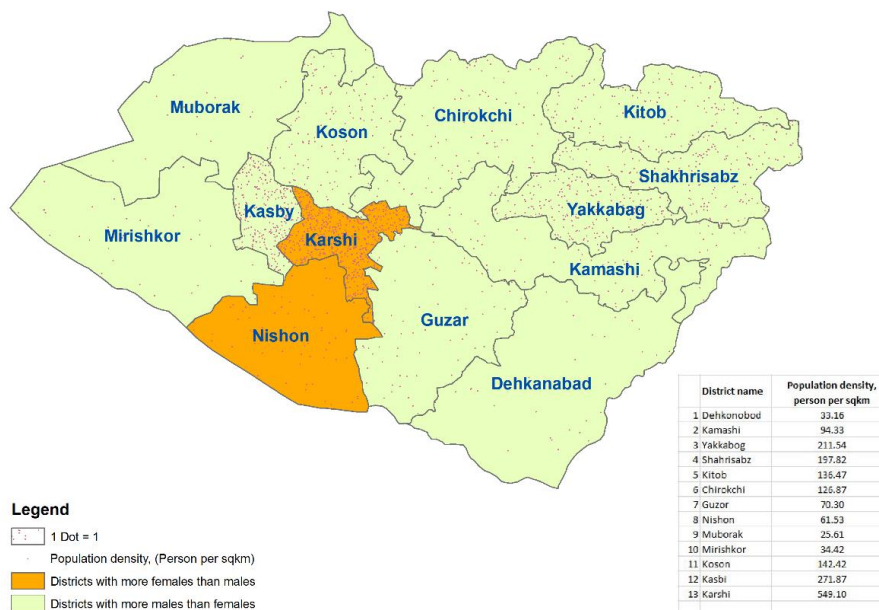 Muborak
Koson
Chirokchi
Kitob
Shakhrisabz
Kasby
Yakkabag
Mirishkor
Karshi
Kamashi
Guzar
Nishon
Dehkanabad
District name Population density, person per sqkm
1 Dehkonobod 33.16
2 Kamashi 94.33
3 Yakkabog 211.54
4 Shahrisabz 197.82
5 Kitob 136.47
6 Chirokchi 126.87
7 Guzor 70.30
8 Nishon 61.53
9 Muborak 25.61
10 Mirishkor 34.42
11 Koson 142.42
12 Kasbi 271.87
13 Karshi 549.10
Legend
1 Dot = 1
Population density, (Person per sqkm)
Districts with more females than males
Districts with more males than females